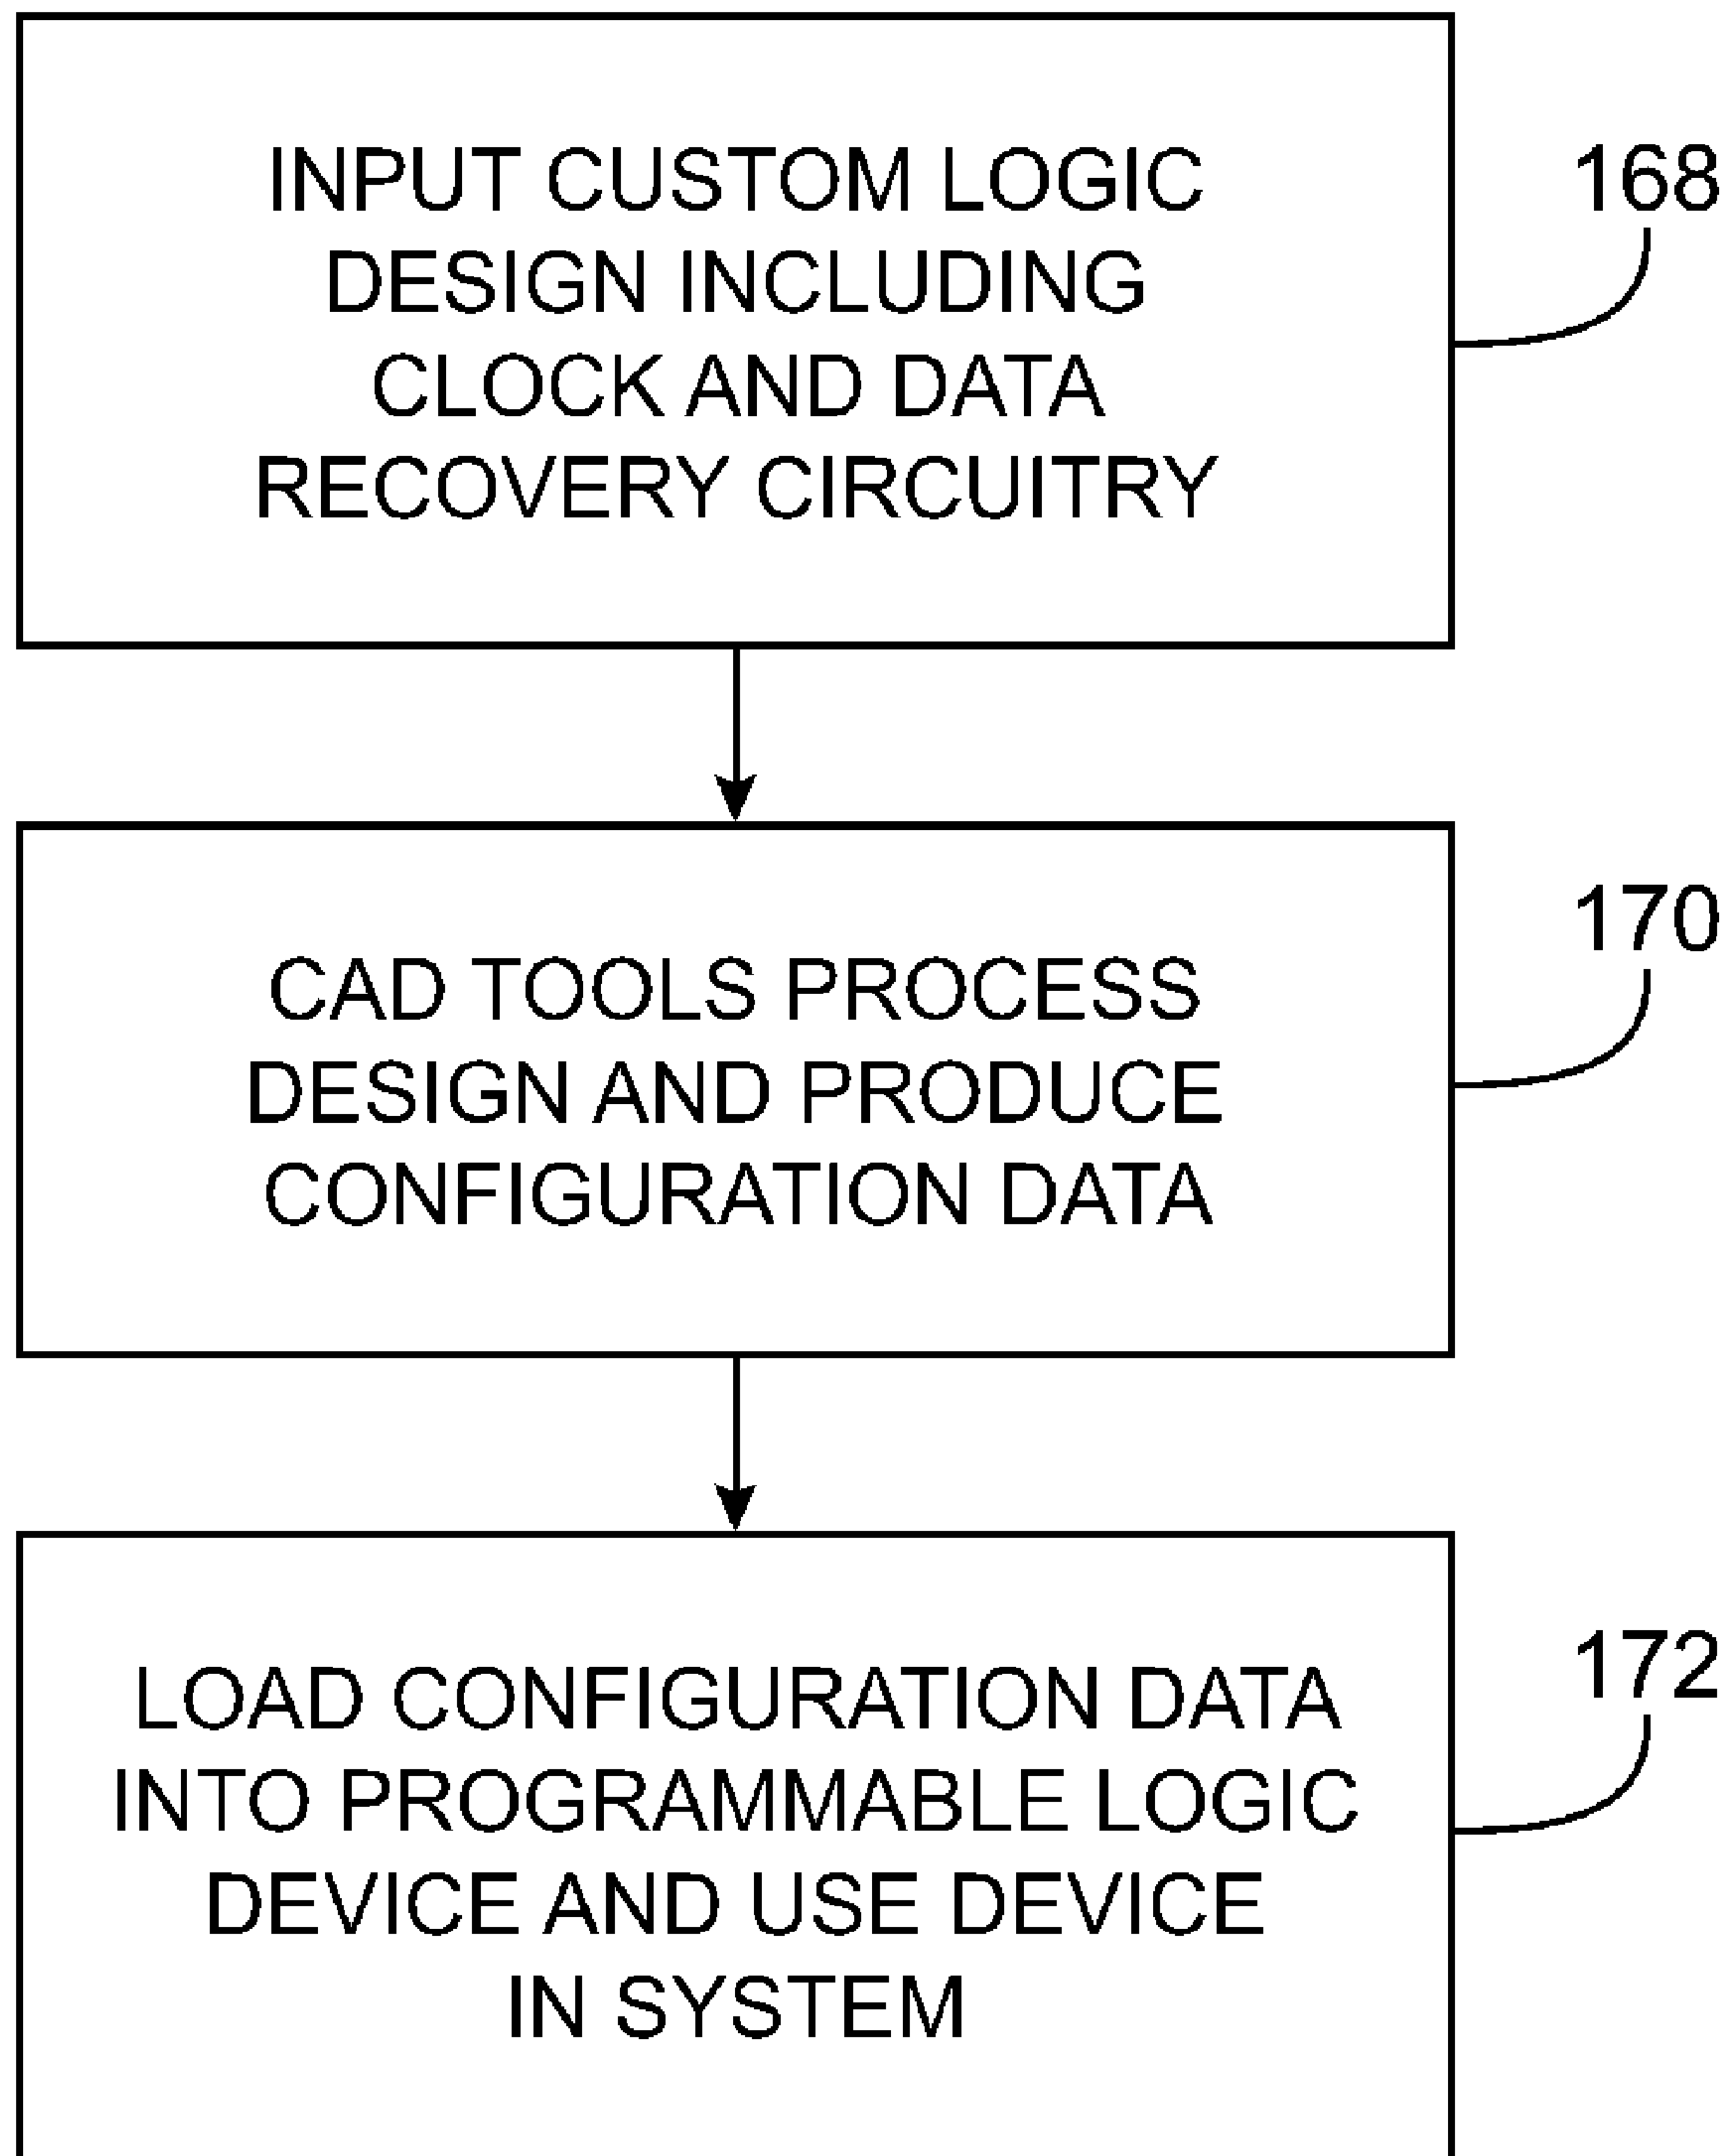 INPUT CUSTOM LOGIC
DESIGN INCLUDING
CLOCK AND DATA
RECOVERY CIRCUITRY
168
CAD TOOLS PROCESS
DESIGN AND PRODUCE
CONFIGURATION DATA
170
LOAD CONFIGURATION DATA
INTO PROGRAMMABLE LOGIC
DEVICE AND USE DEVICE
IN SYSTEM
172